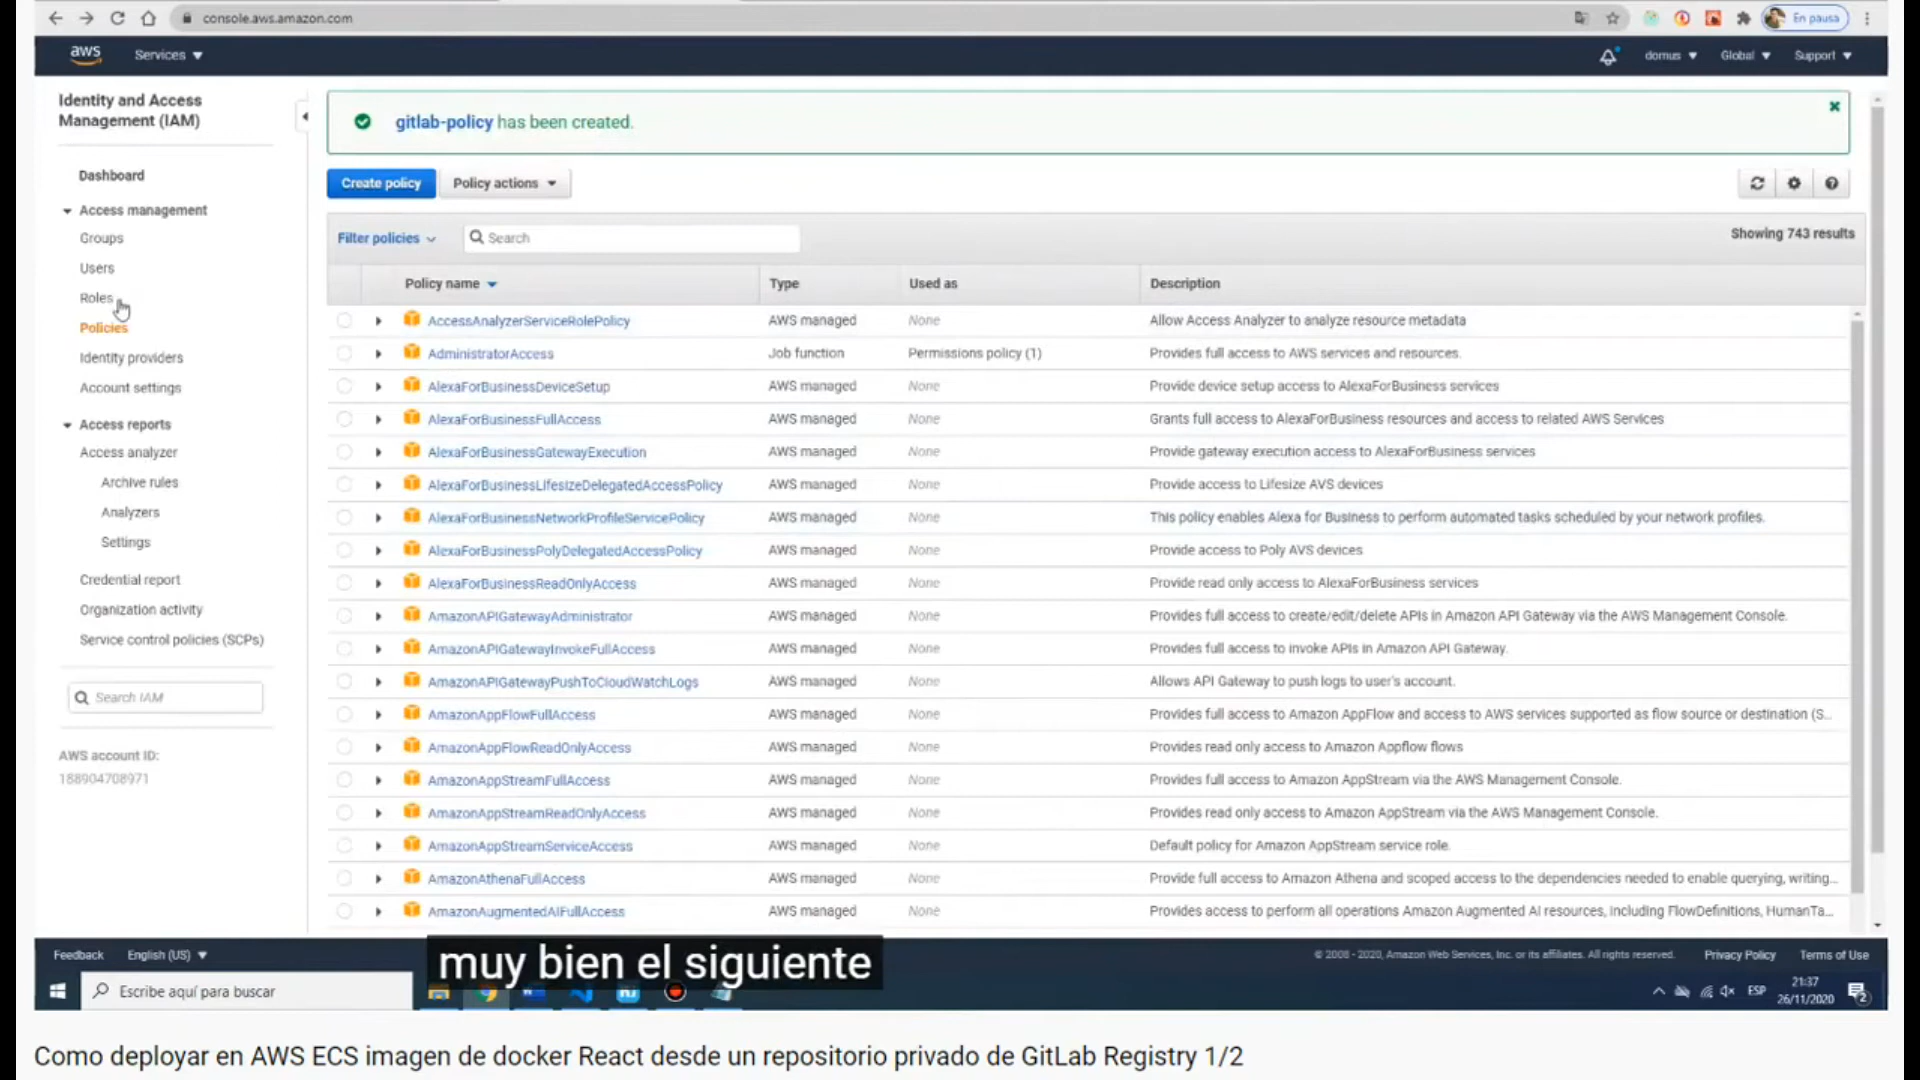 console.aws.amazon.com
En pausa
aws
Services
domus
Global
Support
Identity and Access
Management (IAM)
Dashboard
Access management
Groups
Users
Roles
Policies
Identity providers
Account settings
Access reports
Access analyzer
Archive rules
Analyzers
Settings
Credential report
Organization activity
Service control policies (SCPs)
Search IAM
AWS account ID:
188904708971
gitlab-policy has been created.
Create policy
Policy actions
Filter policies
Search
Showing 743 results
Policy name Type Used as Description
AccessAnalyzerServiceRolePolicy AWS managed None Allow Access Analyzer to analyze resource metadata
AdministratorAccess Job function Permissions policy (1) Provides full access to AWS services and resources.
AlexaForBusinessDeviceSetup AWS managed None Provide device setup access to AlexaForBusiness services
AlexaForBusinessFullAccess AWS managed None Grants full access to AlexaForBusiness resources and access to related AWS Services
AlexaForBusinessGatewayExecution AWS managed None Provide gateway execution access to AlexaForBusiness services
AlexaForBusinessLifesizeDelegatedAccessPolicy AWS managed None Provide access to Lifesize AVS devices
AlexaForBusinessNetworkProfileServicePolicy AWS managed None This policy enables Alexa for Business to perform automated tasks scheduled by your network profiles.
AlexaForBusinessPolyDelegatedAccessPolicy AWS managed None Provide access to Poly AVS devices
AlexaForBusinessReadOnlyAccess AWS managed None Provide read only access to AlexaForBusiness services
AmazonAPIGatewayAdministrator AWS managed None Provides full access to create/edit/delete APIs in Amazon API Gateway via the AWS Management Console.
AmazonAPIGatewayInvokeFullAccess AWS managed None Provides full access to invoke APIs in Amazon API Gateway.
AmazonAPIGatewayPushToCloudWatchLogs AWS managed None Allows API Gateway to push logs to user's account.
AmazonAppFlowFullAccess AWS managed None Provides full access to Amazon AppFlow and access to AWS services supported as flow source or destination (S...
AmazonAppFlowReadOnlyAccess AWS managed None Provides read only access to Amazon Appflow flows
AmazonAppStreamFullAccess AWS managed None Provides full access to Amazon AppStream via the AWS Management Console.
AmazonAppStreamReadOnlyAccess AWS managed None Provides read only access to Amazon AppStream via the AWS Management Console.
AmazonAppStreamServiceAccess AWS managed None Default policy for Amazon AppStream service role.
AmazonAthenaFullAccess AWS managed None Provide full access to Amazon Athena and scoped access to the dependencies needed to enable querying, writing...
AmazonAugmentedAIFullAccess AWS managed None Provides access to perform all operations Amazon Augmented AI resources, including FlowDefinitions, HumanTa...
Feedback
English (US)
© 2008 - 2020, Amazon Web Services, Inc. or its affiliates. All rights reserved.
Privacy Policy
Terms of Use
muy bien el siguiente
Escribe aquí para buscar
ESP
21:37
26/11/2020
2
Como deployar en AWS ECS imagen de docker React desde un repositorio privado de GitLab Registry 1/2